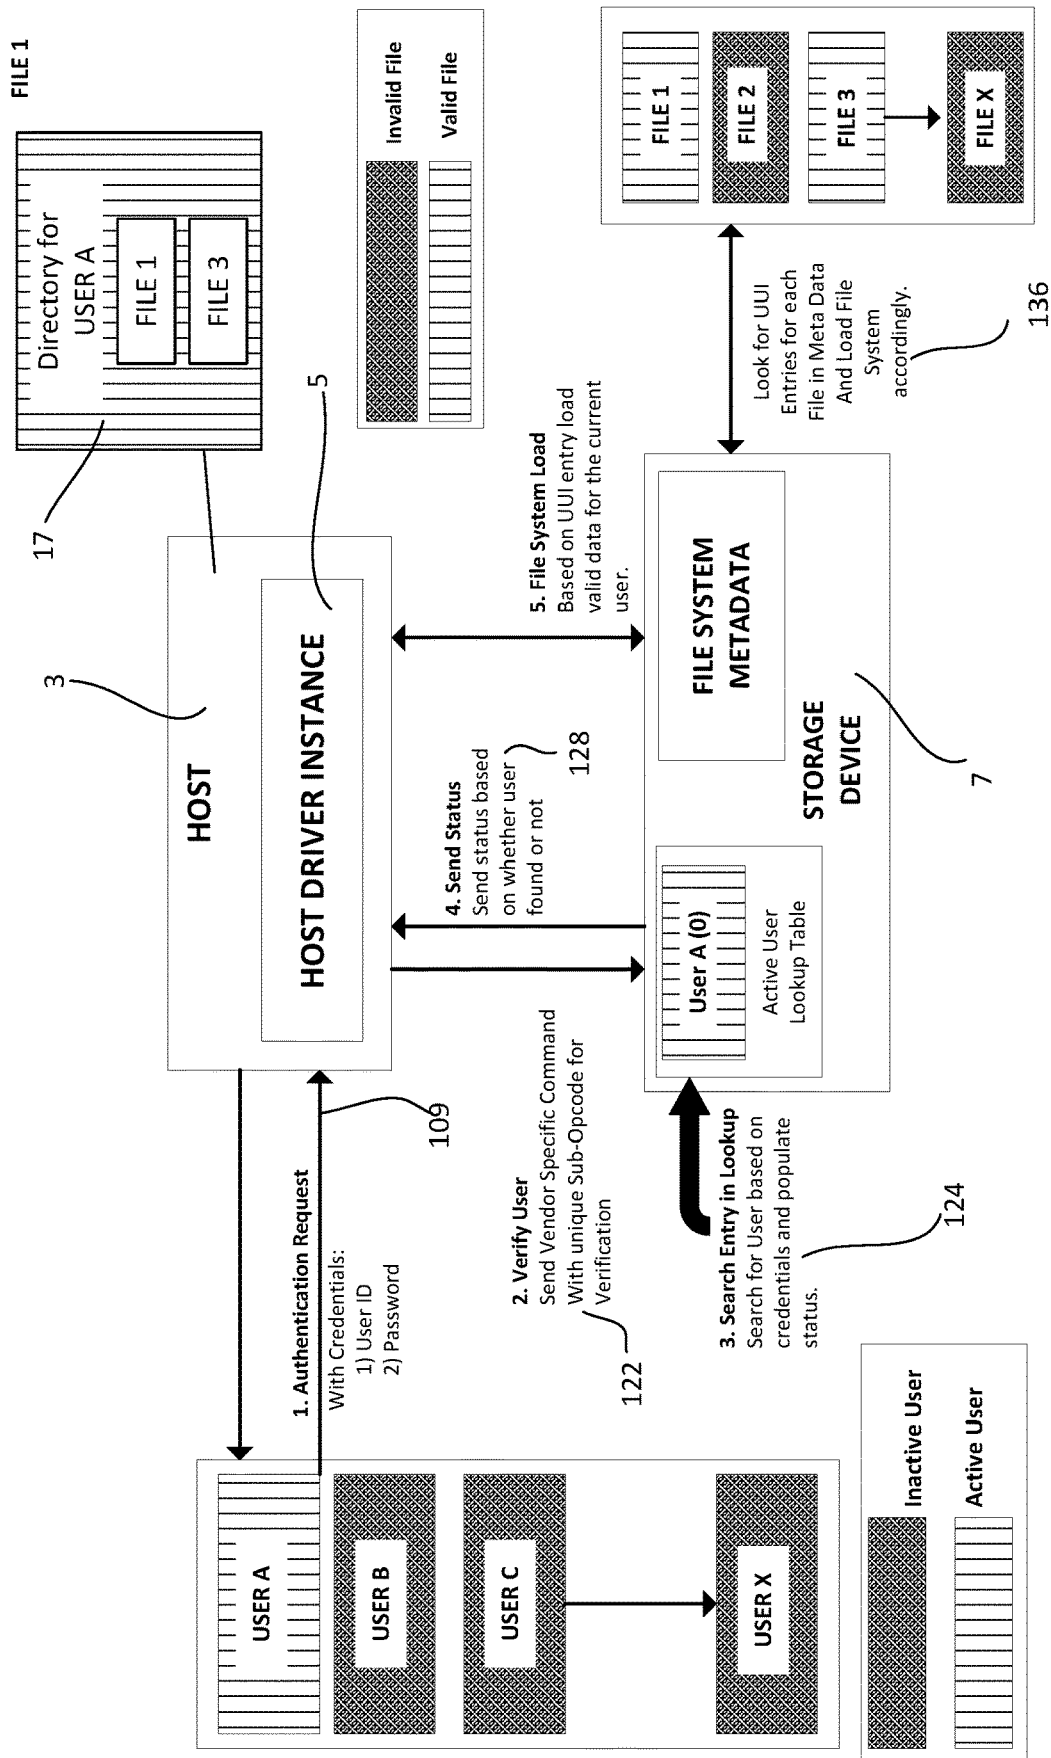 FILE 1
Directory for
USER A
FILE 1
FILE 3
17
5
3
HOST
HOST DRIVER INSTANCE
Invalid File
Valid File
USER A
USER B
USER C
USER X
1. Authentication Request
With Credentials:
1) User ID
2) Password
109
2. Verify User
Send Vendor Specific Command
With unique Sub-Opcode for
Verification
122
3. Search Entry in Lookup
Search for User based on
credentials and populate
status.
124
4. Send Status
Send status based
on whether user
found or not
128
5. File System Load
Based on UUI entry load
valid data for the current
user.
User A (0)
Active User
Lookup Table
STORAGE
DEVICE
FILE SYSTEM
METADATA
7
Look for UUI
Entries for each
File in Meta Data
And Load File
System
accordingly.
136
FILE 1
FILE 2
FILE 3
FILE X
Inactive User
Active User